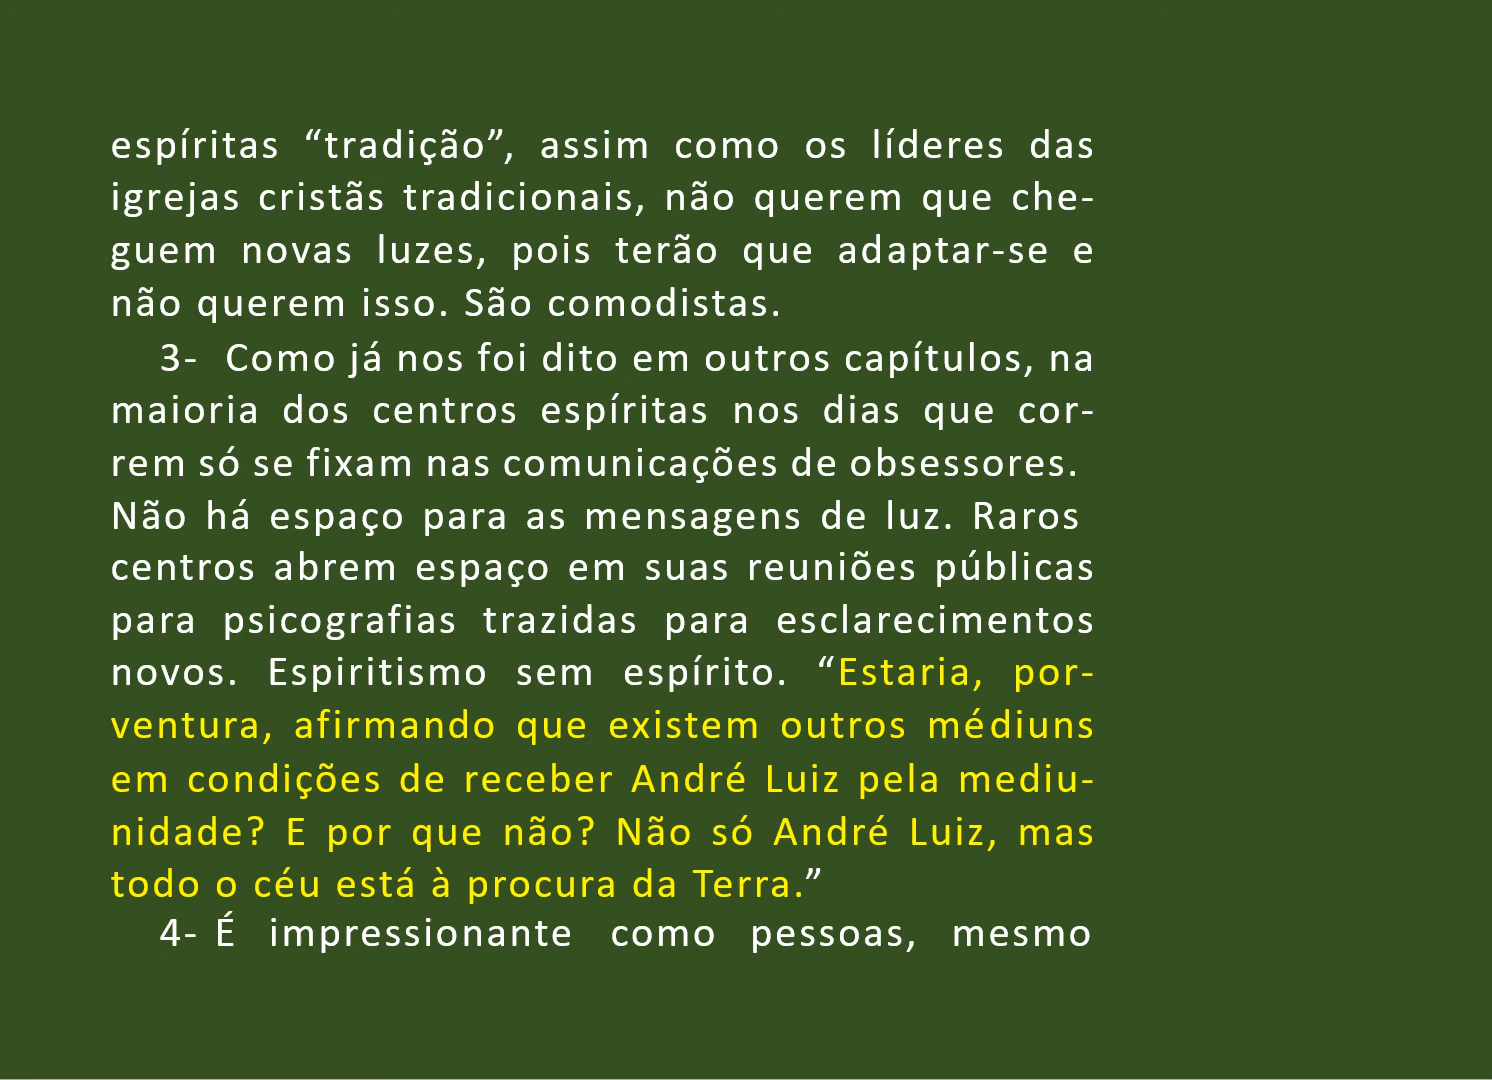 espíritas “tradição”, assim como os líderes das
igrejas cristãs tradicionais, não querem que che-
guem novas luzes, pois terão que adaptar-se e
não querem isso. São comodistas.
3- Como já nos foi dito em outros capítulos, na
maioria dos centros espíritas nos dias que cor-
rem só se fixam nas comunicações de obsessores.
Não há espaço para as mensagens de luz. Raros
centros abrem espaço em suas reuniões públicas
para psicografias trazidas para esclarecimentos
novos. Espiritismo sem espírito. “Estaria, por-
ventura, afirmando que existem outros médiuns
em condições de receber André Luiz pela mediu-
nidade? E por que não? Não só André Luiz, mas
todo o céu está à procura da Terra.”
4- É impressionante como pessoas, mesmo